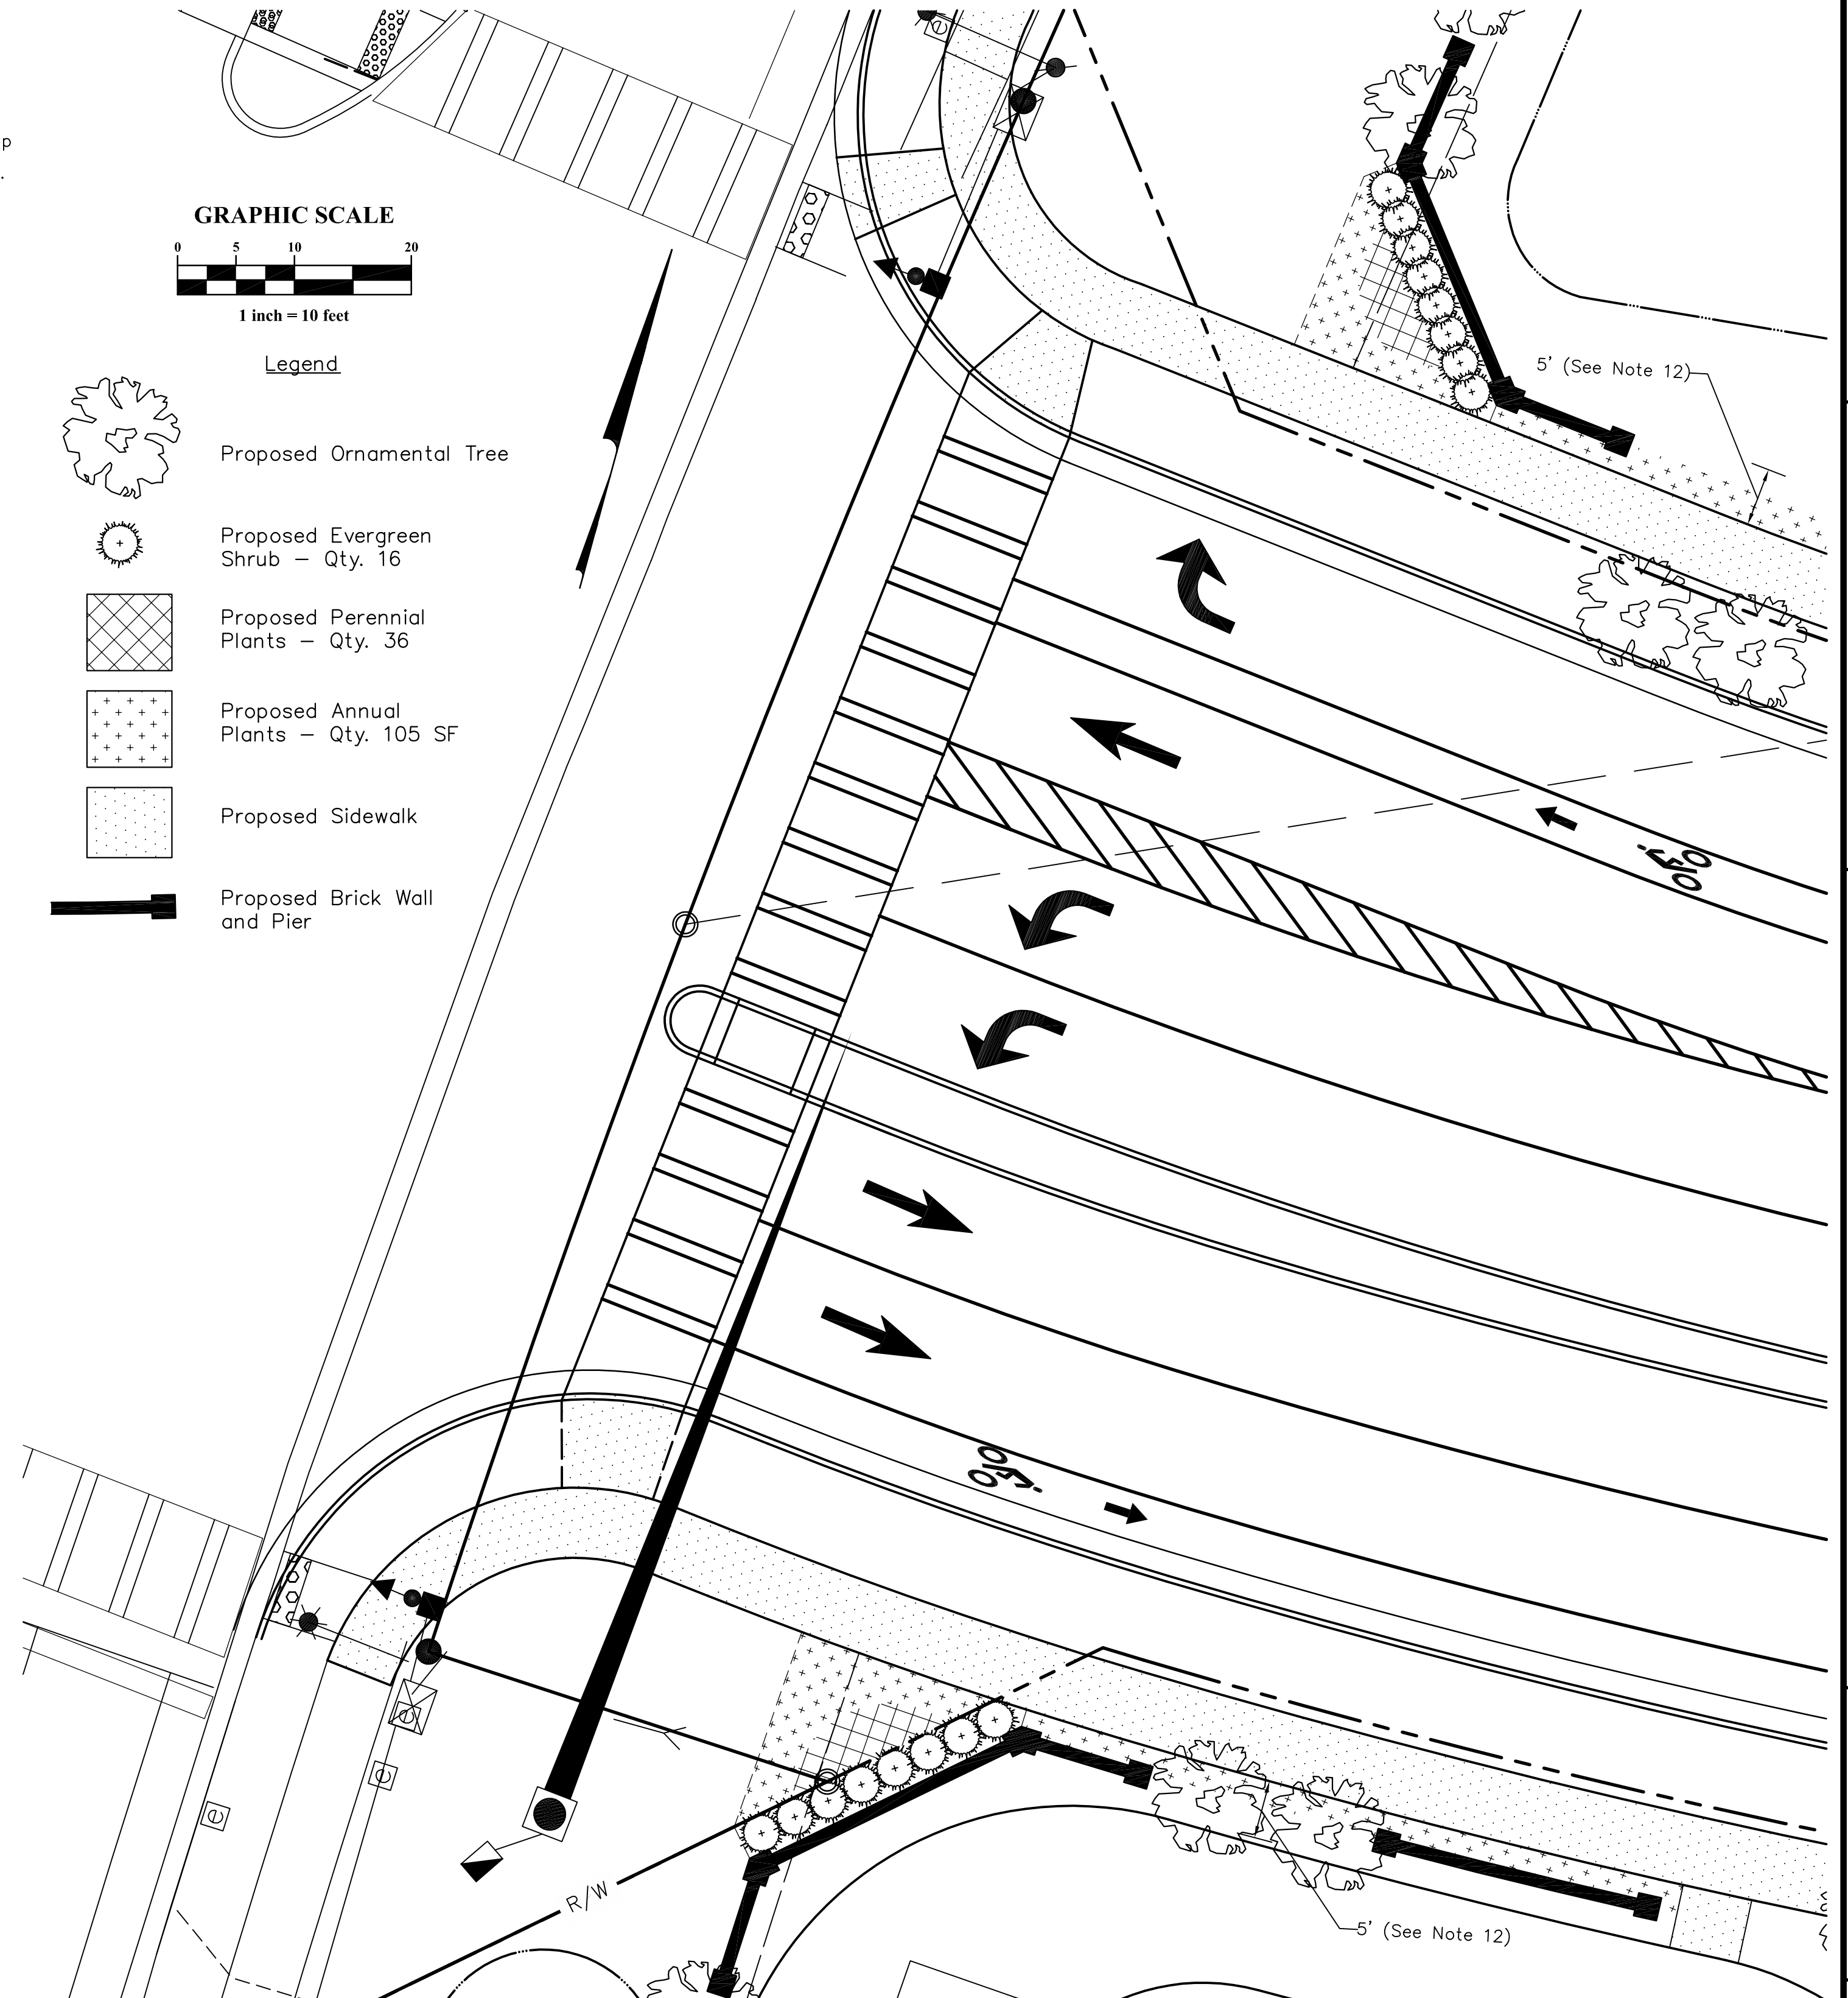 p
.
GRAPHIC SCALE
0 5 10 20
1 inch = 10 feet
Legend
Proposed Ornamental Tree
Proposed Evergreen
Shrub – Qty. 16
Proposed Perennial
Plants – Qty. 36
Proposed Annual
Plants – Qty. 105 SF
Proposed Sidewalk
Proposed Brick Wall
and Pier
e
5' (See Note 12)
e
e
e
R/W
5' (See Note 12)